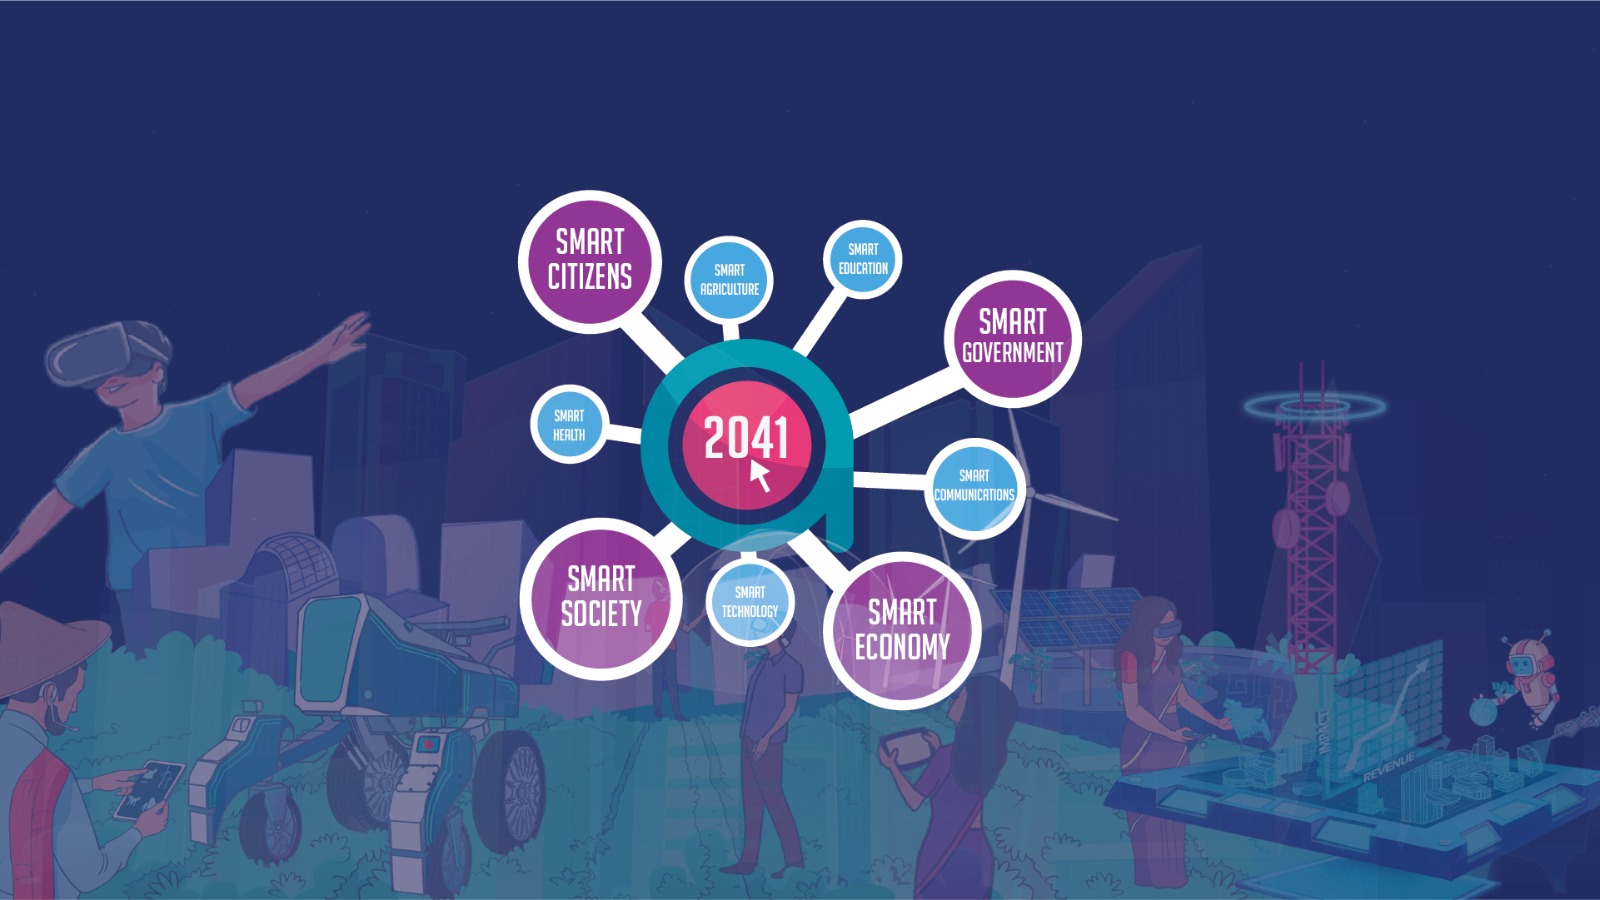 SMART
CITIZENS
SMART
AGRICULTURE
SMART
EDUCATION
SMART
GOVERNMENT
SMART
HEALTH
2041
SMART
COMMUNICATIONS
SMART
SOCIETY
SMART
TECHNOLOGY
SMART
ECONOMY
IMPACT
REVENUE